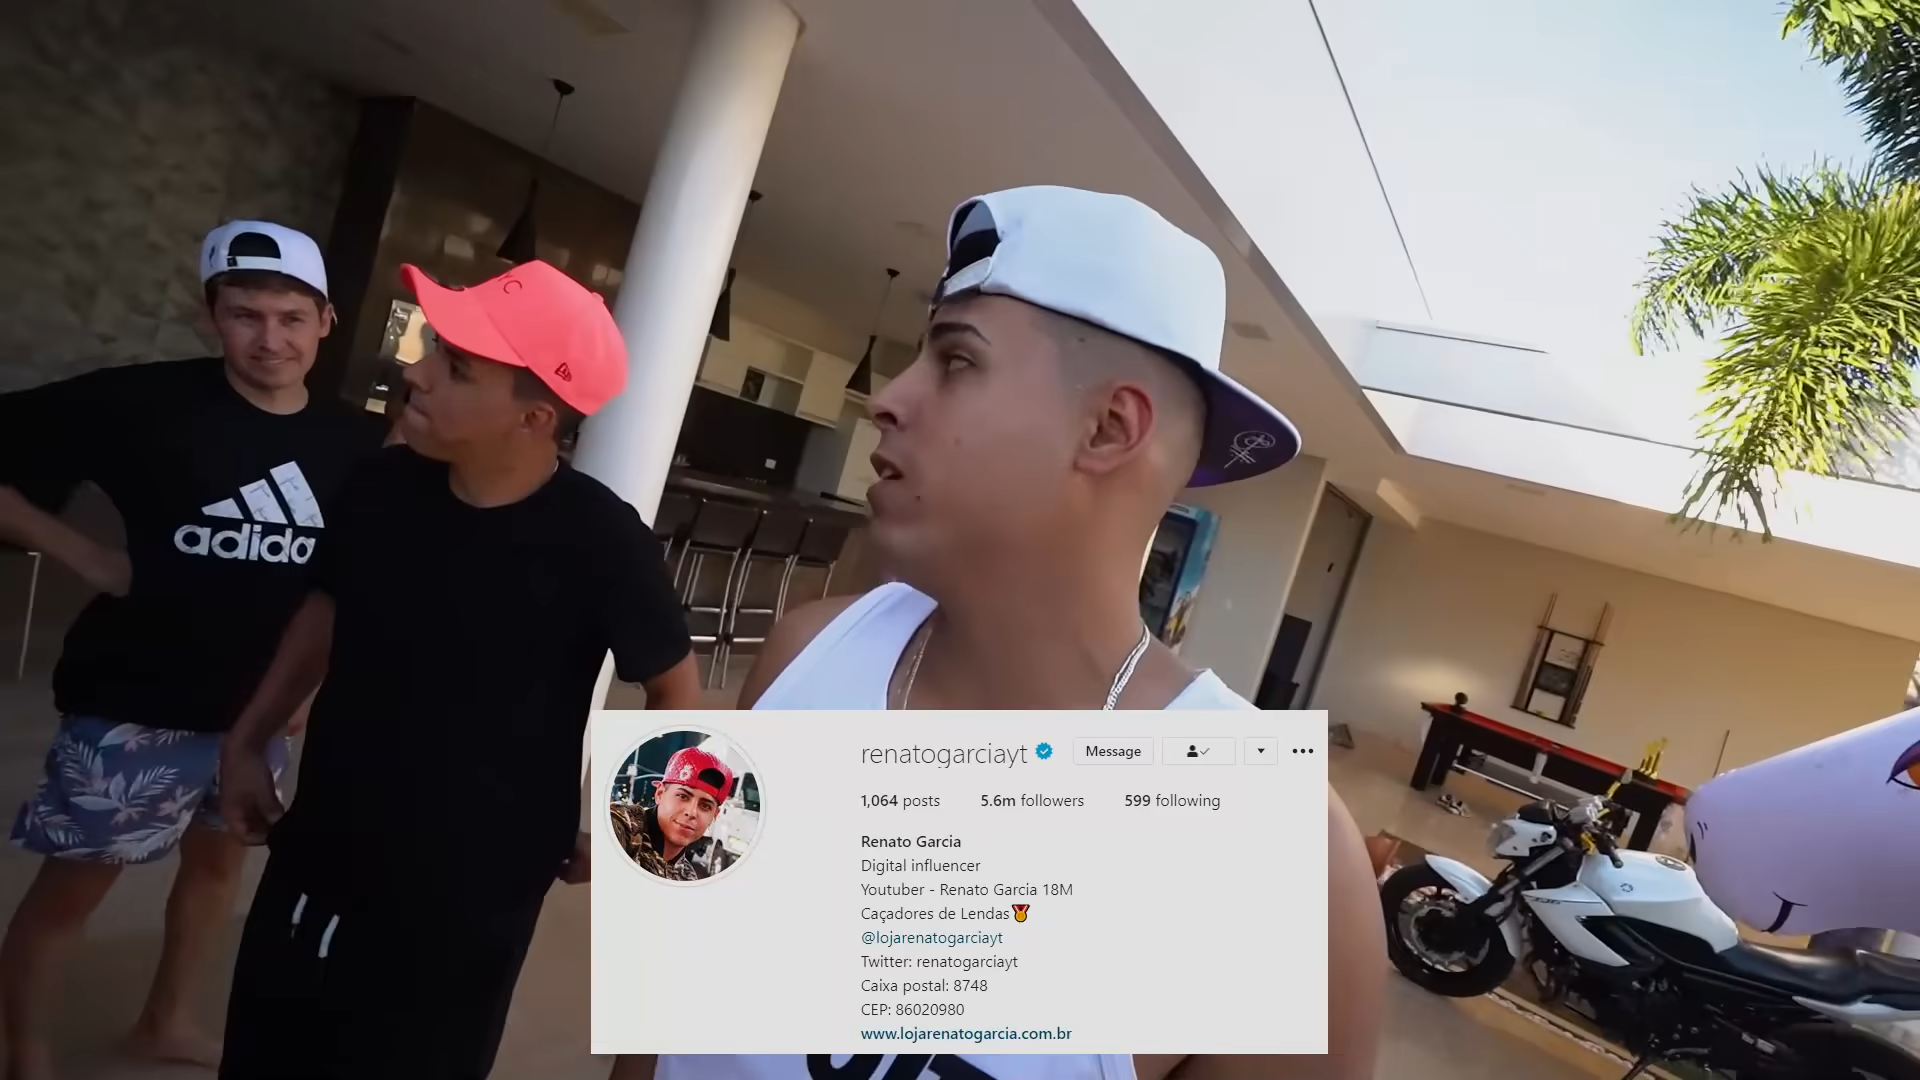 adidas
renatogarciayt
Message
1,064 posts
5.6m followers
599 following
Renato Garcia
Digital influencer
Youtuber - Renato Garcia 18M
Caçadores de Lendas🏅
@lojarenatogarciayt
Twitter: renatogarciayt
Caixa postal: 8748
CEP: 86020980
www.lojarenatogarcia.com.br